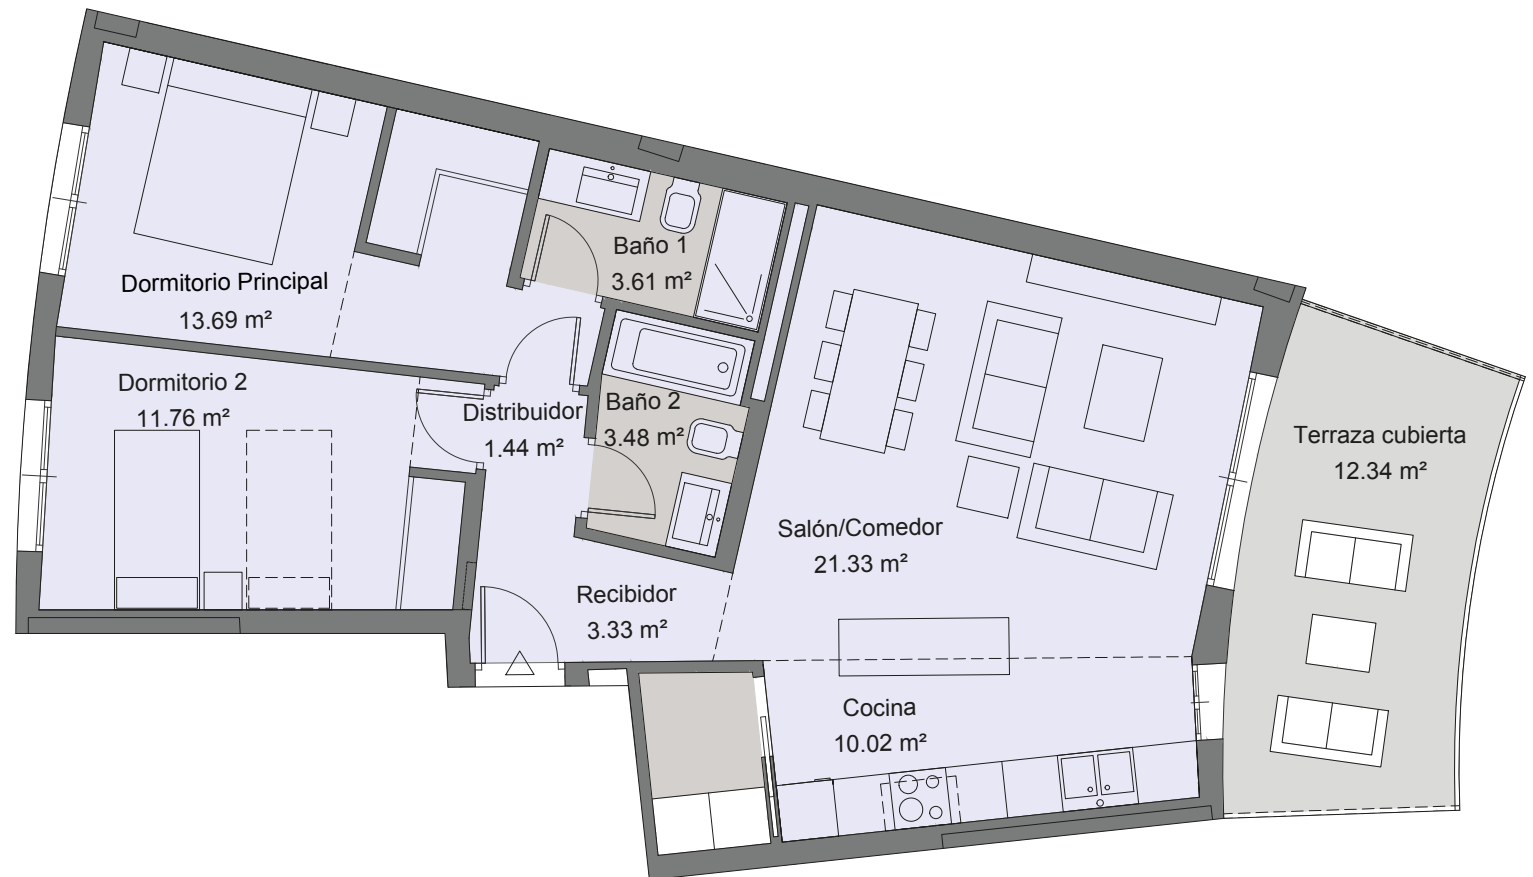 Dormitorio Principal
13.69 m²
Baño 1
3.61 m²
Dormitorio 2
11.76 m²
Distribuidor
1.44 m²
Baño 2
3.48 m²
Terraza cubierta
12.34 m²
Salón/Comedor
21.33 m²
Recibidor
3.33 m²
Cocina
10.02 m²